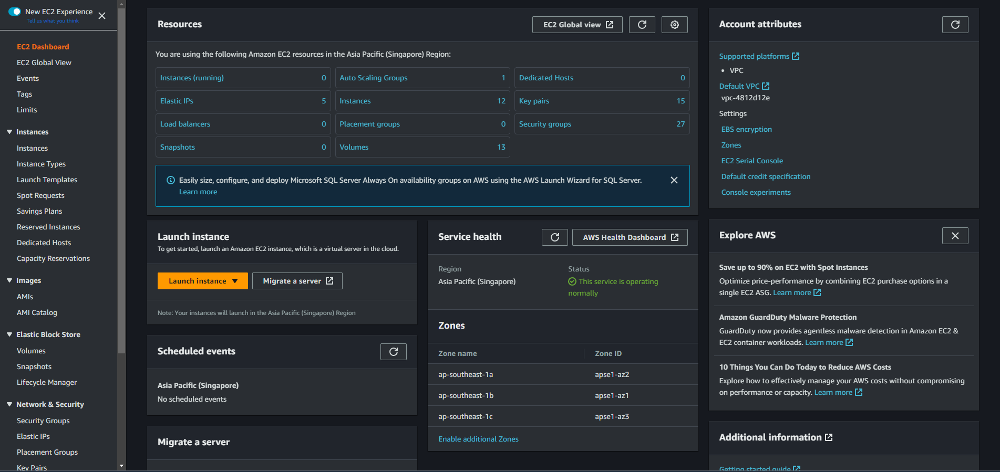 New EC2 Experience
Tell us what you think
EC2 Dashboard
EC2 Global View
Events
Tags
Limits
Instances
Instances
Instance Types
Launch Templates
Spot Requests
Savings Plans
Reserved Instances
Dedicated Hosts
Capacity Reservations
Images
AMIs
AMI Catalog
Elastic Block Store
Volumes
Snapshots
Lifecycle Manager
Network & Security
Security Groups
Elastic IPs
Placement Groups
Key Pairs
Resources
EC2 Global view
You are using the following Amazon EC2 resources in the Asia Pacific (Singapore) Region:
Instances (running) 0
Auto Scaling Groups 1
Dedicated Hosts 0
Elastic IPs 5
Instances 12
Key pairs 15
Load balancers 0
Placement groups 0
Security groups 27
Snapshots 0
Volumes 13
Easily size, configure, and deploy Microsoft SQL Server Always On availability groups on AWS using the AWS Launch Wizard for SQL Server.
Learn more
Launch instance
To get started, launch an Amazon EC2 instance, which is a virtual server in the cloud.
Launch instance
Migrate a server
Note: Your instances will launch in the Asia Pacific (Singapore) Region
Scheduled events
Asia Pacific (Singapore)
No scheduled events
Migrate a server
Service health
AWS Health Dashboard
Region
Asia Pacific (Singapore)
Status
This service is operating
normally
Zones
Zone name Zone ID
ap-southeast-1a apse1-az2
ap-southeast-1b apse1-az1
ap-southeast-1c apse1-az3
Enable additional Zones
Account attributes
Supported platforms
• VPC
Default VPC
vpc-4812d12e
Settings
EBS encryption
Zones
EC2 Serial Console
Default credit specification
Console experiments
Explore AWS
Save up to 90% on EC2 with Spot Instances
Optimize price-performance by combining EC2 purchase options in a
single EC2 ASG. Learn more
Amazon GuardDuty Malware Protection
GuardDuty now provides agentless malware detection in Amazon EC2 &
EC2 container workloads. Learn more
10 Things You Can Do Today to Reduce AWS Costs
Explore how to effectively manage your AWS costs without compromising
on performance or capacity. Learn more
Additional information
Getting started guide